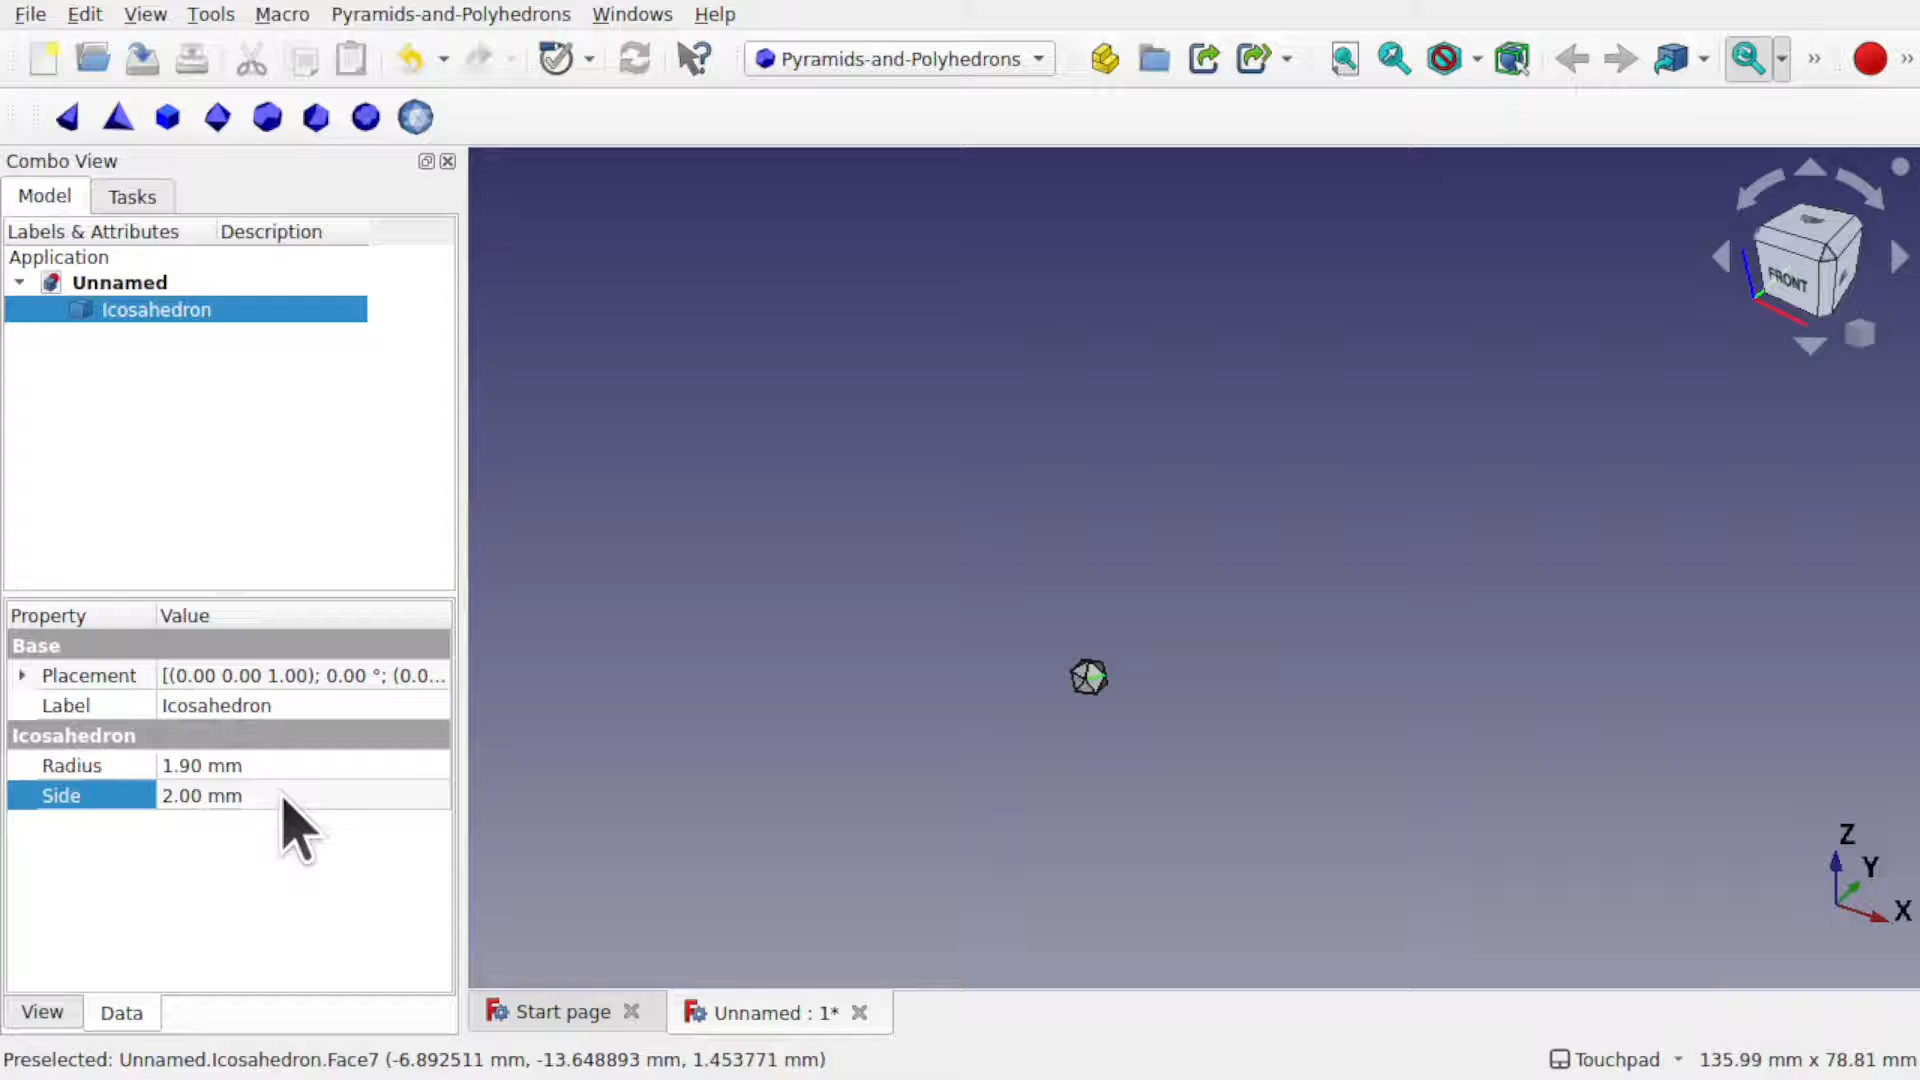 File Edit View Tools Macro Pyramids-and-Polyhedrons Windows Help
Pyramids-and-Polyhedrons
Combo View
Model Tasks
Labels & Attributes Description
Application
Unnamed
Icosahedron
FRONT
Property Value
Base
Placement [(0.00 0.00 1.00); 0.00 °; (0.0...
Label Icosahedron
Icosahedron
Radius 1.90 mm
Side 2.00 mm
Z
Y
X
View Data
Start page Unnamed : 1*
Preselected: Unnamed.Icosahedron.Face7 (-6.892511 mm, -13.648893 mm, 1.453771 mm) Touchpad 135.99 mm x 78.81 mm